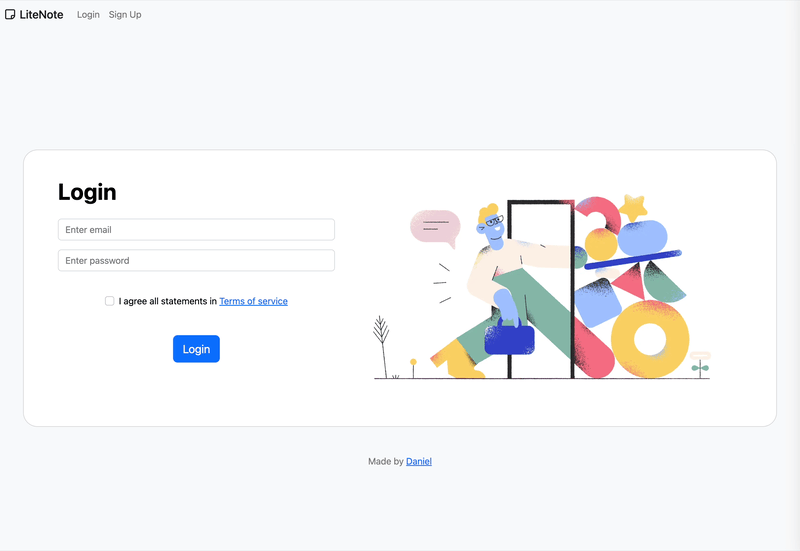 LiteNote Login Sign Up
Login
Enter email
Enter password
I agree all statements in Terms of service
Login
Made by Daniel